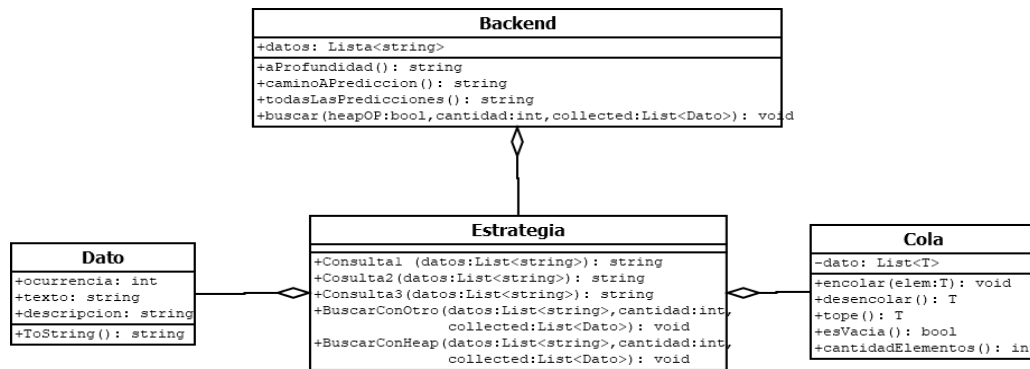 Backend
+datos: Lista<string>
+aProfundidad(): string
+caminoAPrediccion(): string
+todasLasPredicciones(): string
+buscar(heapOP:bool,cantidad:int,collected:List<Dato>): void
Estrategia
+Consulta1 (datos:List<string>): string
+Cosulta2(datos:List<string>): string
+Consulta3(datos:List<string>): string
+BuscarConOtro(datos:List<string>,cantidad:int,
collected:List<Dato>): void
+BuscarConHeap(datos:List<string>,cantidad:int,
collected:List<Dato>): void
Dato
+ocurrencia: int
+texto: string
+descripcion: string
+ToString(): string
Cola
-dato: List<T>
+encolar(elem:T): void
+desencolar(): T
+tope(): T
+esVacia(): bool
+cantidadElementos(): in